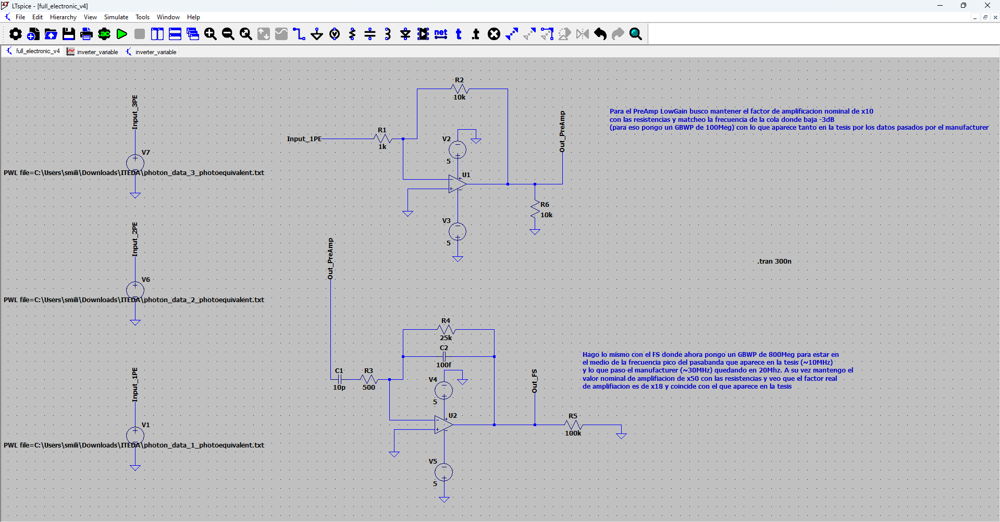 LTspice - [full_electronic_v4]
File Edit Hierarchy View Simulate Tools Window Help
.ac
net
t
.t
full_electronic_v4 inverter_variable inverter_variable
Input_3PE
V7
PWL file=C:\Users\smili\Downloads\ITEDA\photon_data_3_photoequivalent.txt
Input_2PE
V6
PWL file=C:\Users\smili\Downloads\ITEDA\photon_data_2_photoequivalent.txt
Input_1PE
V1
PWL file=C:\Users\smili\Downloads\ITEDA\photon_data_1_photoequivalent.txt
R2
10k
Input_1PE
R1
1k
V2
5
U1
V3
5
Out_PreAmp
R6
10k
Para el PreAmp LowGain busco mantener el factor de amplificacion nominal de x10
con las resistencias y matcheo la frecuencia de la cola donde baja -3dB
(para eso pongo un GBWP de 100Meg) con lo que aparece tanto en la tesis por los datos pasados por el manufacturer
.tran 300n
Out_PreAmp
R4
25k
C2
100f
C1
10p
R3
500
V4
5
U2
V5
5
Out_FS
R5
100k
Hago lo mismo con el FS donde ahora pongo un GBWP de 800Meg para estar en
el medio de la frecuencia pico del pasabanda que aparece en la tesis (~10MHz)
y lo que paso el manufacturer (~30MHz) quedando en 20Mhz. A su vez mantengo el
valor nominal de amplifiacion de x50 con las resistencias y veo que el factor real
de amplifiacion es de x18 y coincide con el que aparece en la tesis